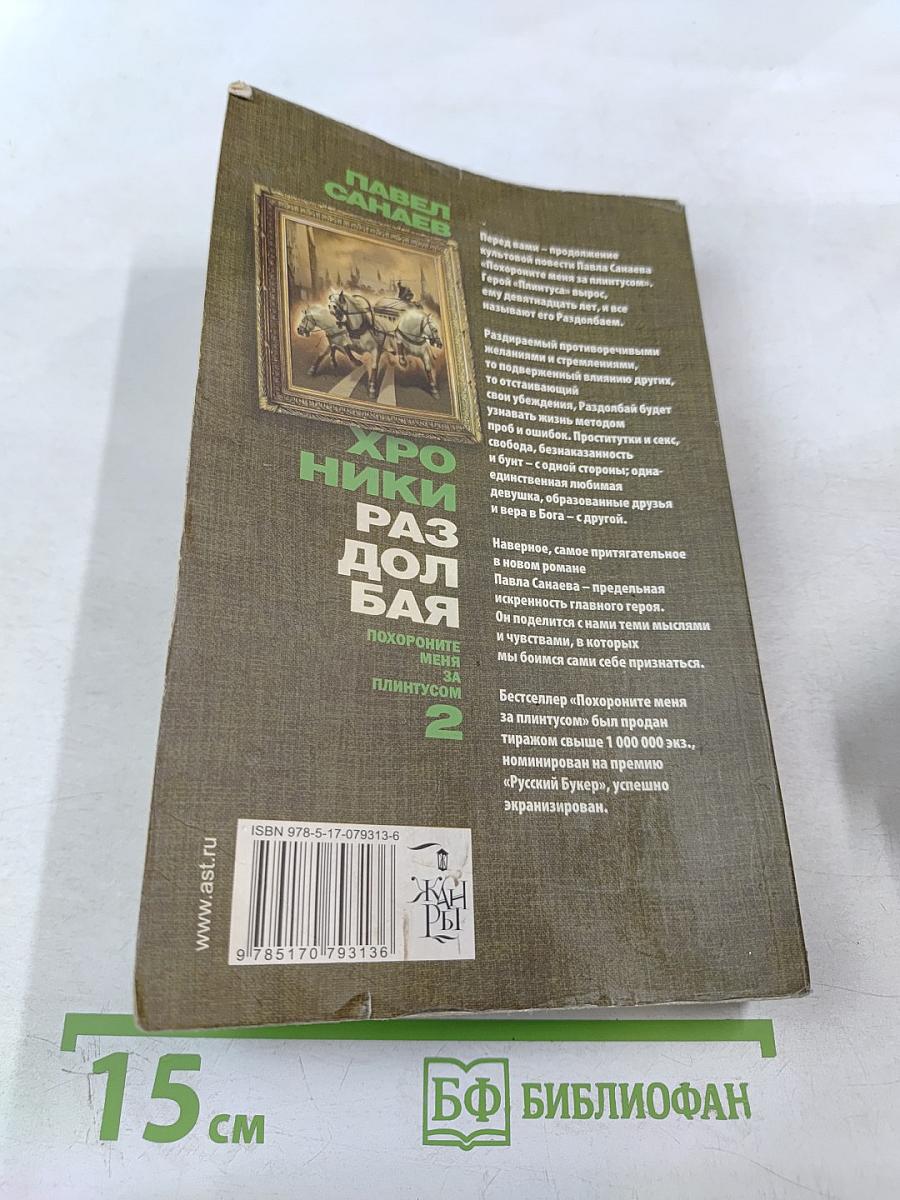 ПАВЕЛ
САНАЕВ
ХРО
НИКИ
РАЗ
ДОЛ
БАЯ
ПОХОРОНИТЕ
МЕНЯ
ЗА
ПЛИНТУСОМ
2
Перед вами – продолжение
культовой повести Павла Санаева
«Похороните меня за плинтусом».
Герой «Плинтуса» вырос,
ему девятнадцать лет, и все
называют его Раздолбаем.
Раздираемый противоречивыми
желаниями и стремлениями,
то подверженный влиянию других,
то отстаивающий
свои убеждения, Раздолбай будет
узнавать жизнь методом
проб и ошибок. Проститутки и секс,
свобода, безнаказанность
и бунт – с одной стороны; одна-
единственная любимая
девушка, образованные друзья
и вера в Бога – с другой.
Наверное, самое притягательное
в новом романе
Павла Санаева – предельная
искренность главного героя.
Он поделится с нами теми мыслями
и чувствами, в которых
мы боимся сами себе признаться.
Бестселлер «Похороните меня
за плинтусом» был продан
тиражом свыше 1 000 000 экз.,
номинирован на премию
«Русский Букер», успешно
экранизирован.
www.ast.ru
ISBN 978-5-17-079313-6
9 785170 793136
ЖАН
РЫ
15 см
БФ БИБЛИОФАН